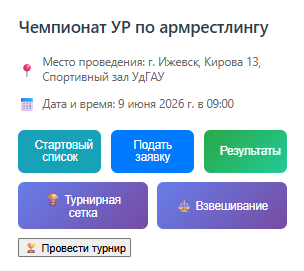 Чемпионат УР по армрестлингу
Место проведения: г. Ижевск, Кирова 13,
Спортивный зал УдГАУ
Дата и время: 9 июня 2026 г. в 09:00
Стартовый
список
Подать
заявку
Результаты
Турнирная
сетка
Взвешивание
Провести турнир